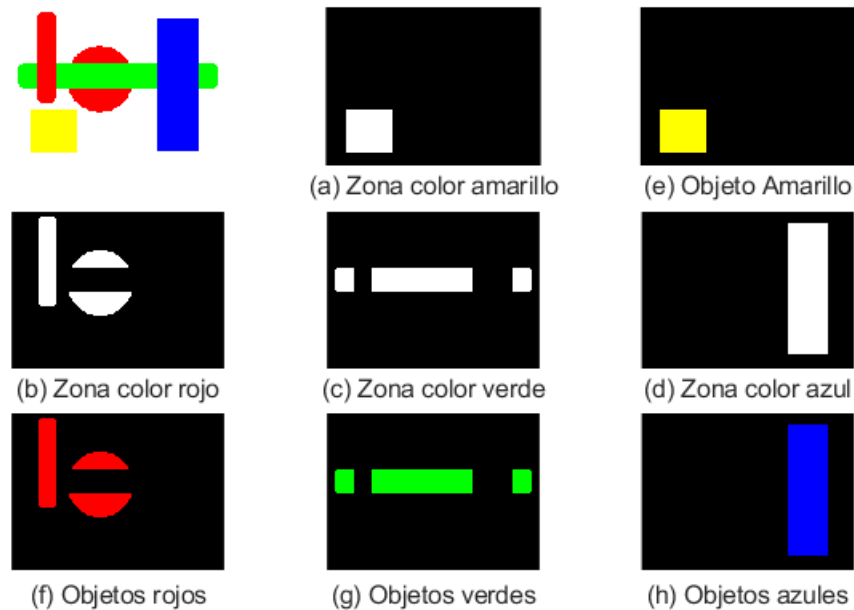 (a) Zona color amarillo
(e) Objeto Amarillo
(b) Zona color rojo
(c) Zona color verde
(d) Zona color azul
(f) Objetos rojos
(g) Objetos verdes
(h) Objetos azules